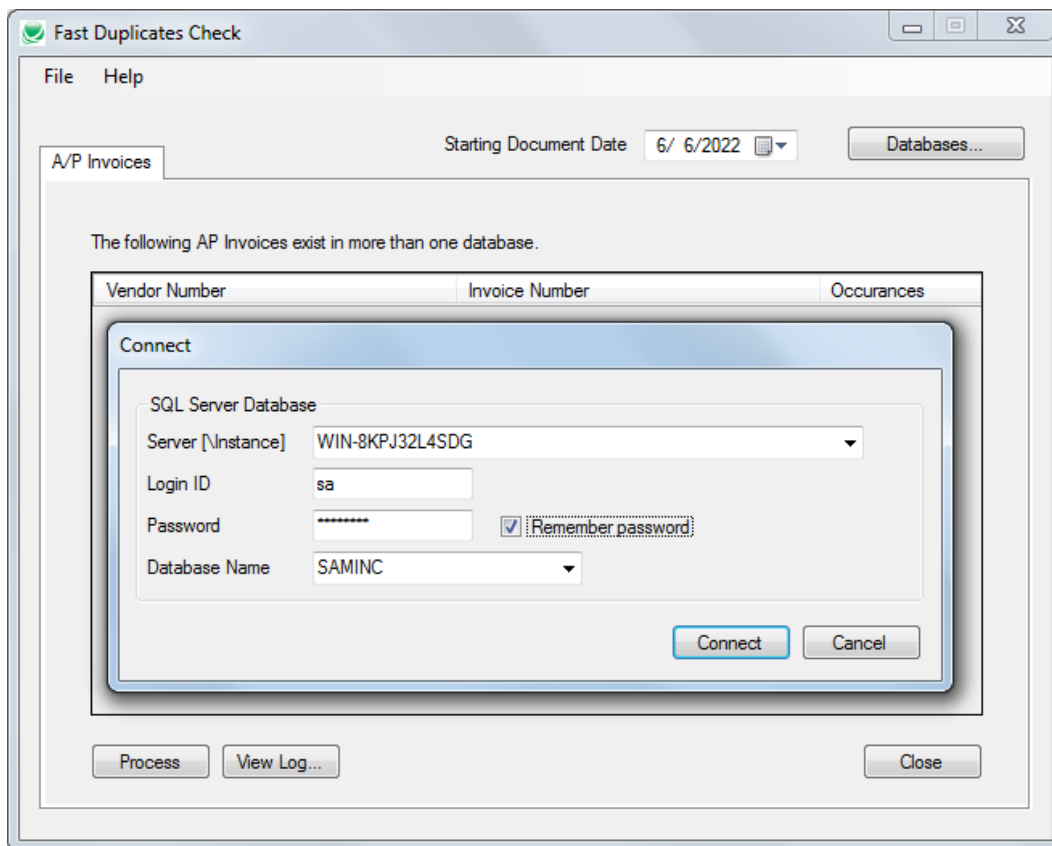 Fast Duplicates Check
File Help
Starting Document Date 6/ 6/2022 Databases...
A/P Invoices
The following AP Invoices exist in more than one database.
Vendor Number Invoice Number Occurances
Connect
SQL Server Database
Server [\Instance] WIN-8KPJ32L4SDG
Login ID sa
Password ********
Remember password
Database Name SAMINC
Connect Cancel
Process View Log... Close